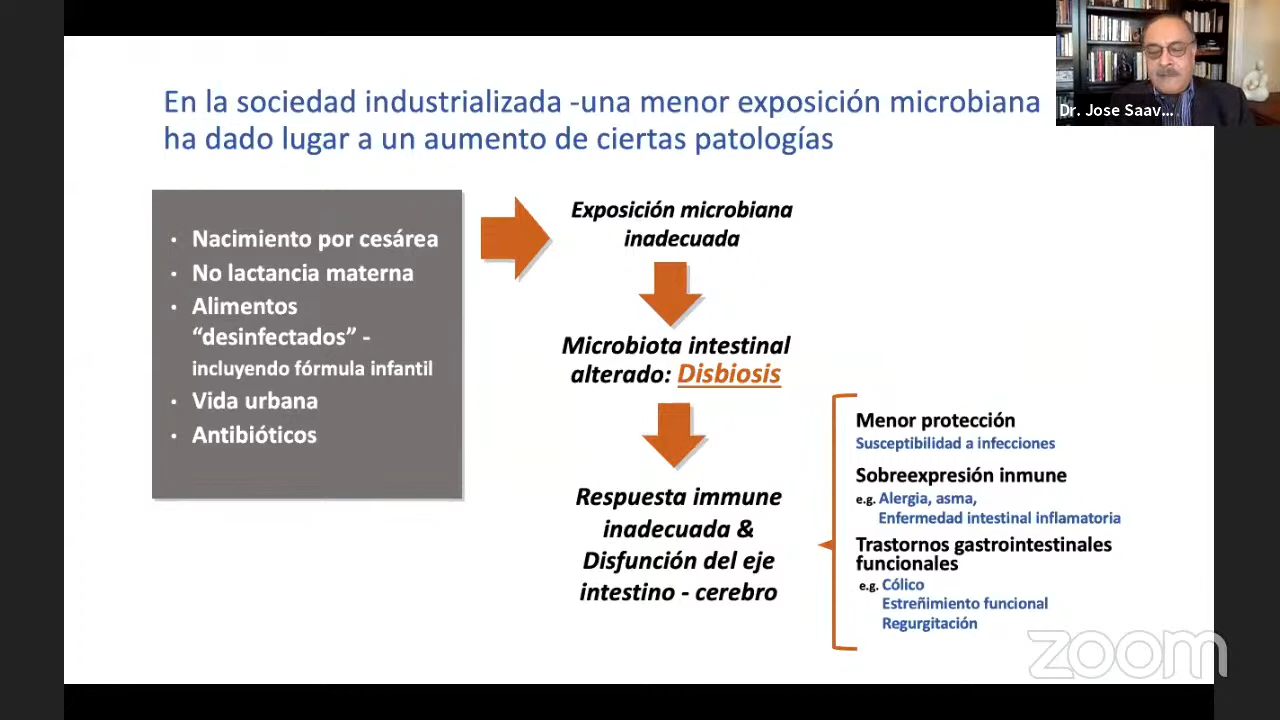 En la sociedad industrializada -una menor exposición microbiana
ha dado lugar a un aumento de ciertas patologías
Dr. Jose Saav...
• Nacimiento por cesárea
• No lactancia materna
• Alimentos
“desinfectados” -
incluyendo fórmula infantil
• Vida urbana
• Antibióticos
Exposición microbiana
inadecuada
Microbiota intestinal
alterado: Disbiosis
Respuesta immune
inadecuada &
Disfunción del eje
intestino - cerebro
Menor protección
Susceptibilidad a infecciones
Sobreexpresión inmune
e.g. Alergia, asma,
Enfermedad intestinal inflamatoria
Trastornos gastrointestinales
funcionales
e.g. Cólico
Estreñimiento funcional
Regurgitación
zoom